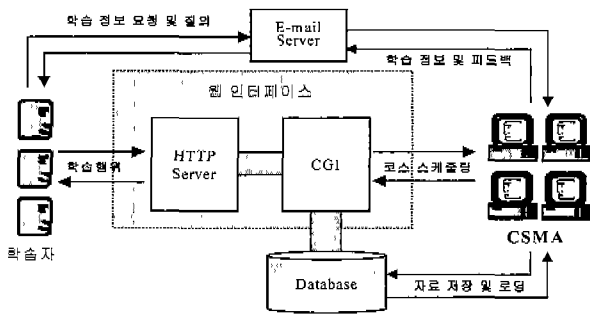 학습 정보 요청 및 질의
E-mail
Server
학습 정보 및 피드백
웹 인터페이스
학습행위
HTTP
Server
CGI
코스 스케줄링
학습자
CSMA
Database
자료 저장 및 로딩